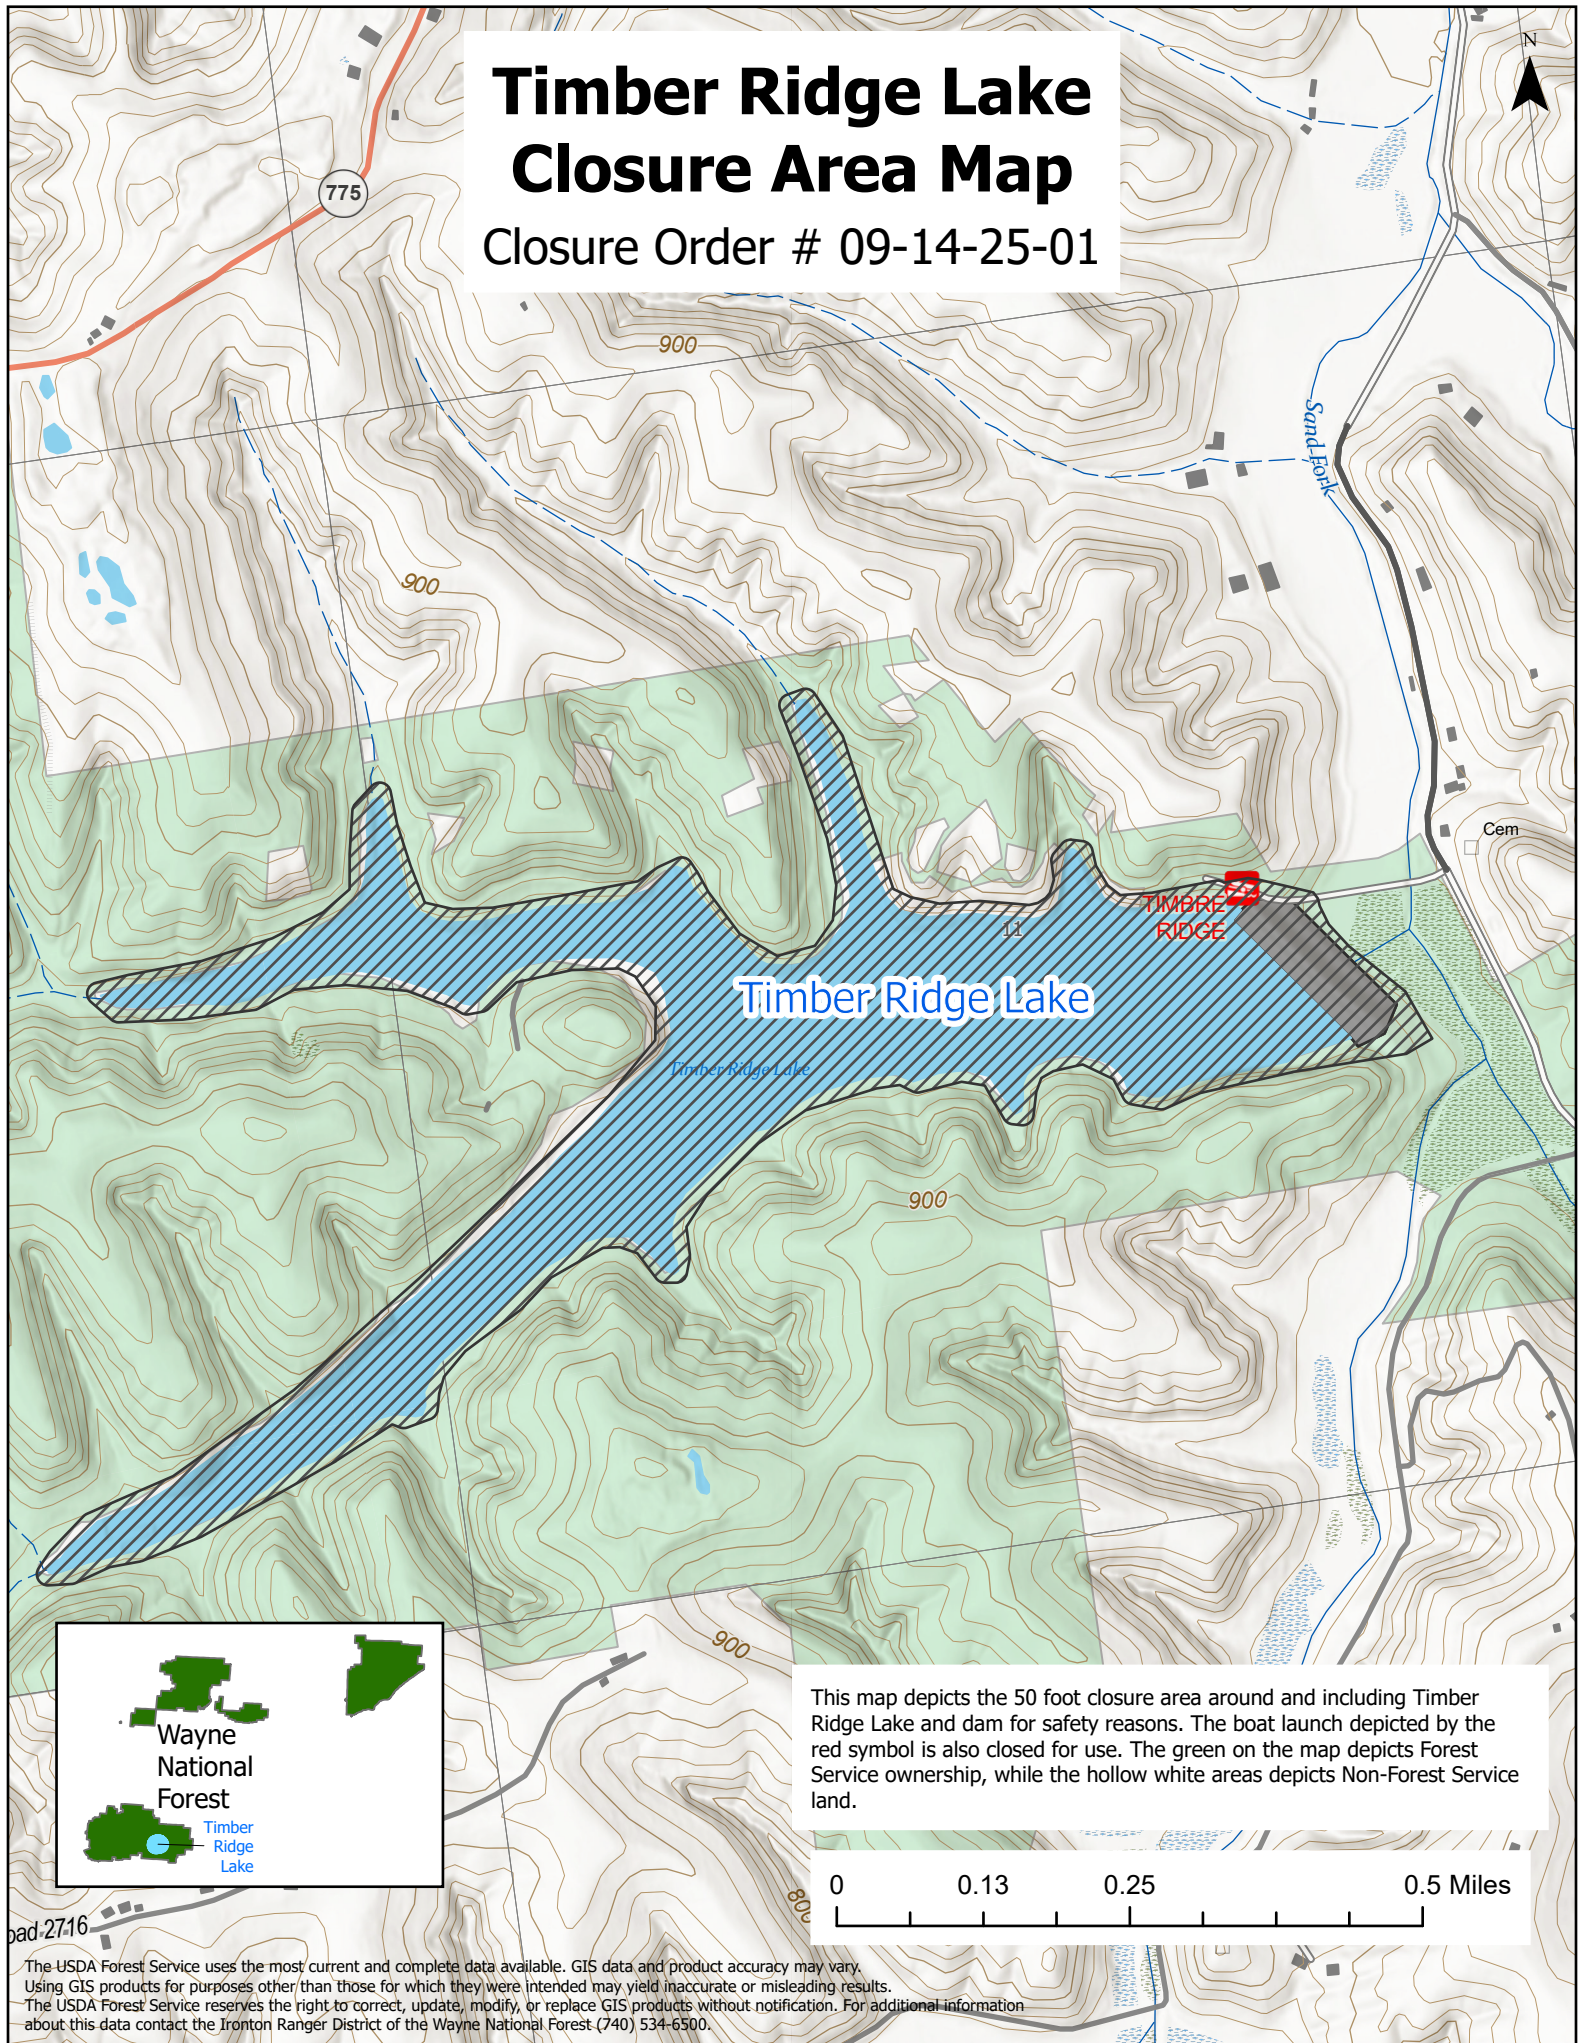 Timber Ridge Lake
Closure Area Map
Closure Order # 09-14-25-01
N
775
900
Sand Fork
900
Cem
TIMBRE
RIDGE
11
Timber Ridge Lake
Timber Ridge Lake
900
900
Wayne
National
Forest
Timber
Ridge
Lake
This map depicts the 50 foot closure area around and including Timber
Ridge Lake and dam for safety reasons. The boat launch depicted by the
red symbol is also closed for use. The green on the map depicts Forest
Service ownership, while the hollow white areas depicts Non-Forest Service
land.
0 0.13 0.25 0.5 Miles
800
oad 2716
The USDA Forest Service uses the most current and complete data available. GIS data and product accuracy may vary.
Using GIS products for purposes other than those for which they were intended may yield inaccurate or misleading results.
The USDA Forest Service reserves the right to correct, update, modify, or replace GIS products without notification. For additional information
about this data contact the Ironton Ranger District of the Wayne National Forest (740) 534-6500.